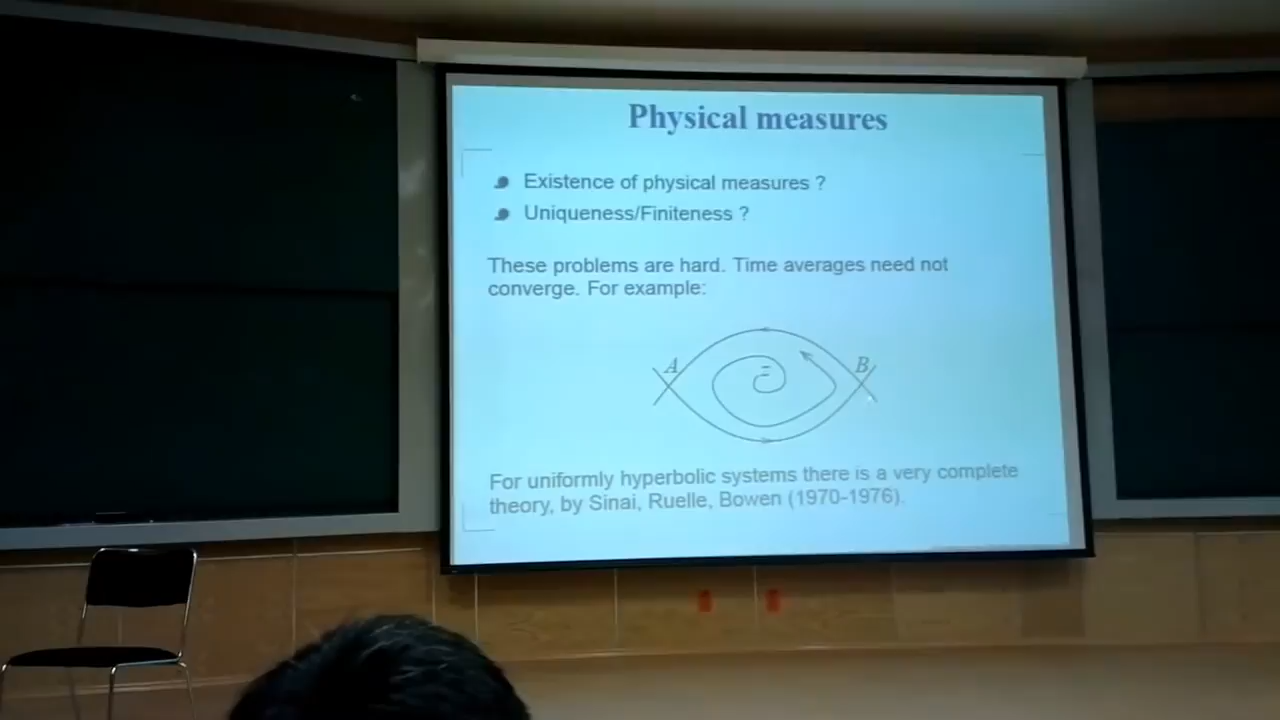 Physical measures
Existence of physical measures ?
Uniqueness/Finiteness ?
These problems are hard. Time averages need not
converge. For example:
A
B
z
For uniformly hyperbolic systems there is a very complete
theory, by Sinai, Ruelle, Bowen (1970-1976).